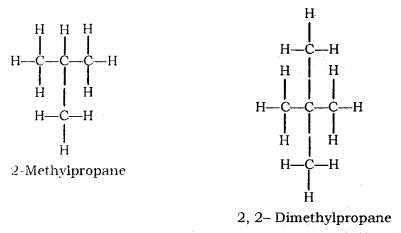 H H H
H—C—C—C—H
H H
H—C—H
H
2-Methylpropane
H
H—C—H
H H
H—C—C—C—H
H H
H—C—H
H
2, 2– Dimethylpropane